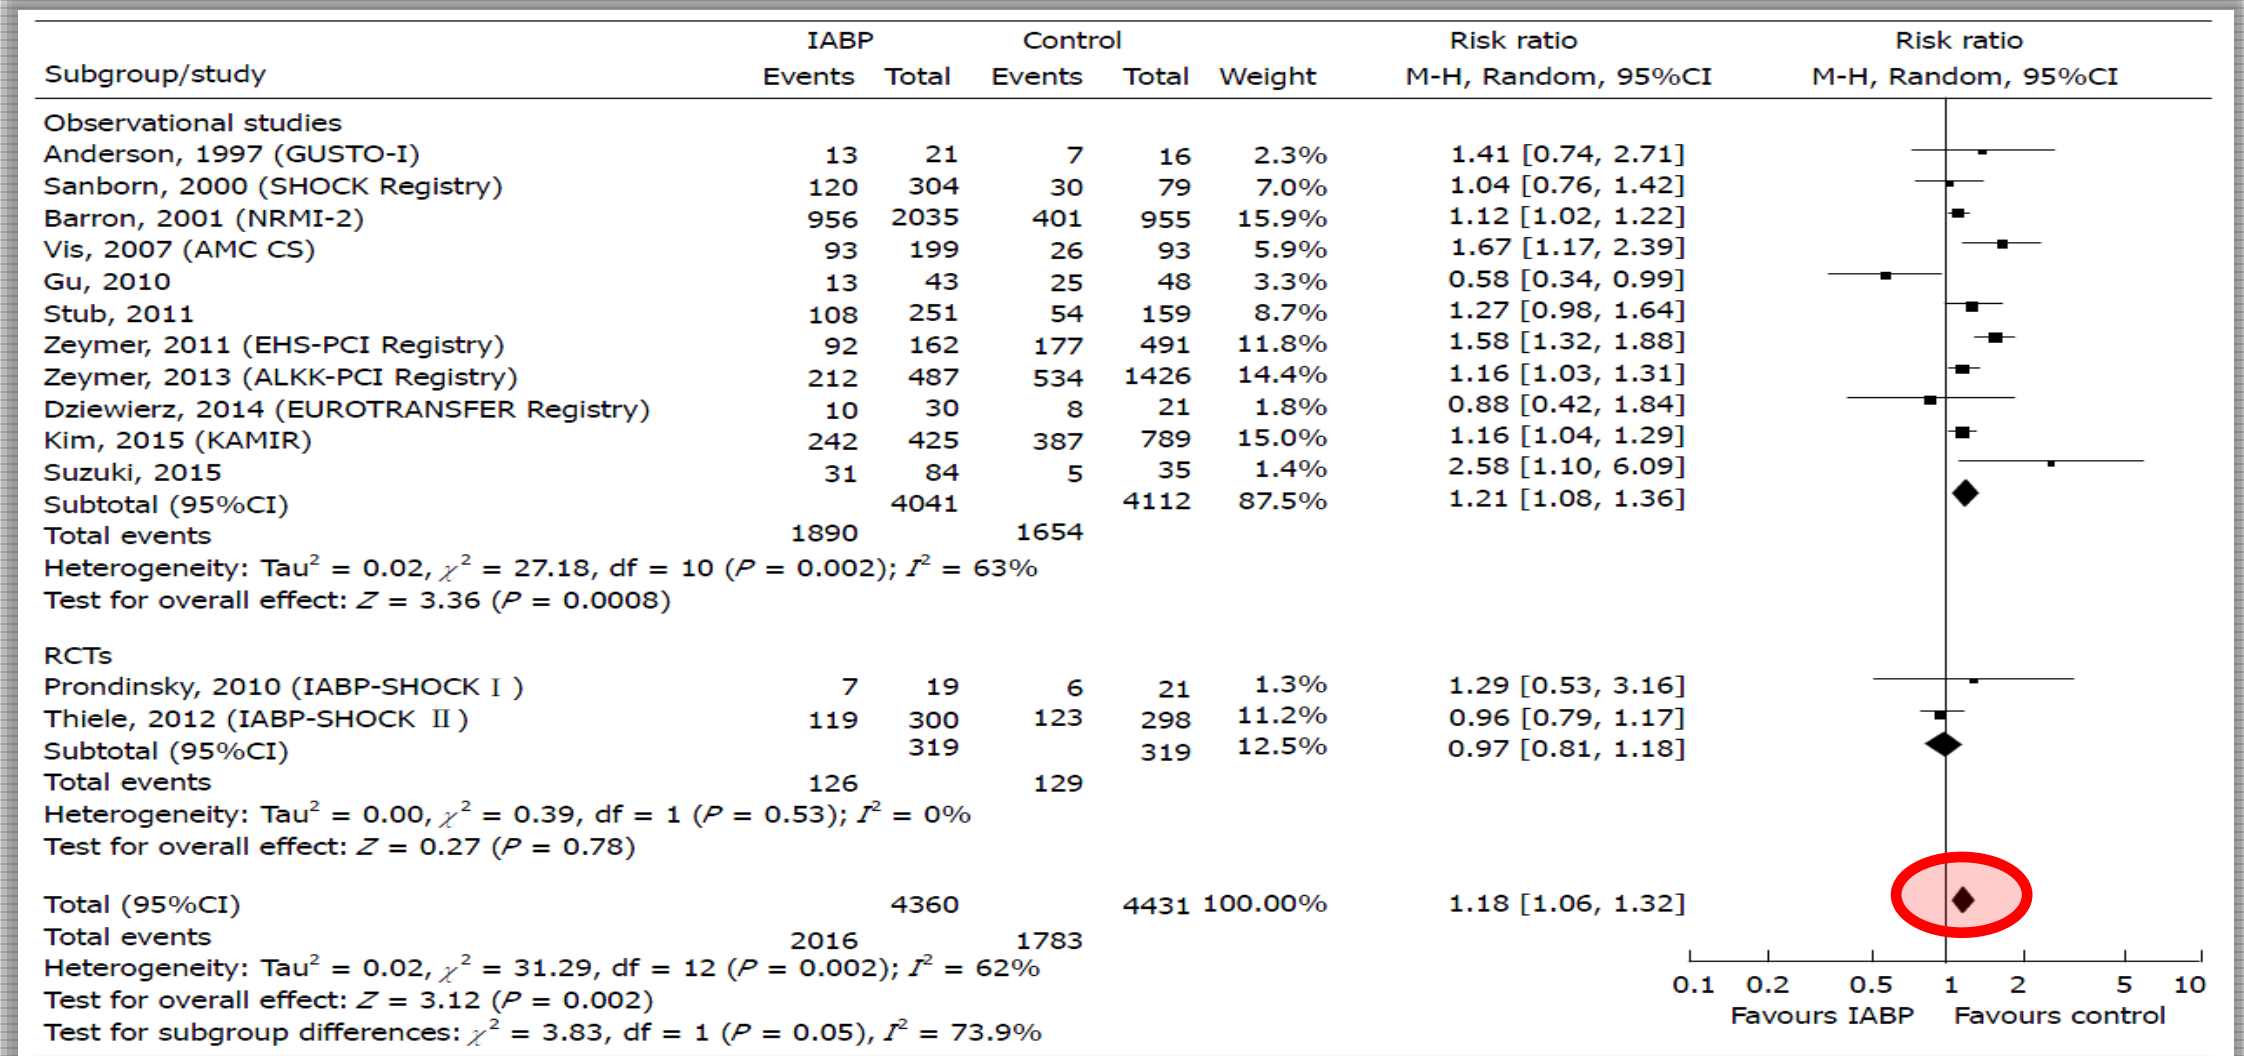 IABP Control Risk ratio Risk ratio
Subgroup/study Events Total Events Total Weight M-H, Random, 95%CI M-H, Random, 95%CI
Observational studies
Anderson, 1997 (GUSTO-I) 13 21 7 16 2.3% 1.41 [0.74, 2.71]
Sanborn, 2000 (SHOCK Registry) 120 304 30 79 7.0% 1.04 [0.76, 1.42]
Barron, 2001 (NRMI-2) 956 2035 401 955 15.9% 1.12 [1.02, 1.22]
Vis, 2007 (AMC CS) 93 199 26 93 5.9% 1.67 [1.17, 2.39]
Gu, 2010 13 43 25 48 3.3% 0.58 [0.34, 0.99]
Stub, 2011 108 251 54 159 8.7% 1.27 [0.98, 1.64]
Zeymer, 2011 (EHS-PCI Registry) 92 162 177 491 11.8% 1.58 [1.32, 1.88]
Zeymer, 2013 (ALKK-PCI Registry) 212 487 534 1426 14.4% 1.16 [1.03, 1.31]
Dziewierz, 2014 (EUROTRANSFER Registry) 10 30 8 21 1.8% 0.88 [0.42, 1.84]
Kim, 2015 (KAMIR) 242 425 387 789 15.0% 1.16 [1.04, 1.29]
Suzuki, 2015 31 84 5 35 1.4% 2.58 [1.10, 6.09]
Subtotal (95%CI) 4041 4112 87.5% 1.21 [1.08, 1.36]
Total events 1890 1654
Heterogeneity: Tau² = 0.02, χ² = 27.18, df = 10 (P = 0.002); I² = 63%
Test for overall effect: Z = 3.36 (P = 0.0008)
RCTs
Prondinsky, 2010 (IABP-SHOCK Ⅰ) 7 19 6 21 1.3% 1.29 [0.53, 3.16]
Thiele, 2012 (IABP-SHOCK Ⅱ) 119 300 123 298 11.2% 0.96 [0.79, 1.17]
Subtotal (95%CI) 319 319 12.5% 0.97 [0.81, 1.18]
Total events 126 129
Heterogeneity: Tau² = 0.00, χ² = 0.39, df = 1 (P = 0.53); I² = 0%
Test for overall effect: Z = 0.27 (P = 0.78)
Total (95%CI) 4360 4431 100.00% 1.18 [1.06, 1.32]
Total events 2016 1783
Heterogeneity: Tau² = 0.02, χ² = 31.29, df = 12 (P = 0.002); I² = 62%
Test for overall effect: Z = 3.12 (P = 0.002)
Test for subgroup differences: χ² = 3.83, df = 1 (P = 0.05), I² = 73.9%
0.1 0.2 0.5 1 2 5 10
Favours IABP Favours control